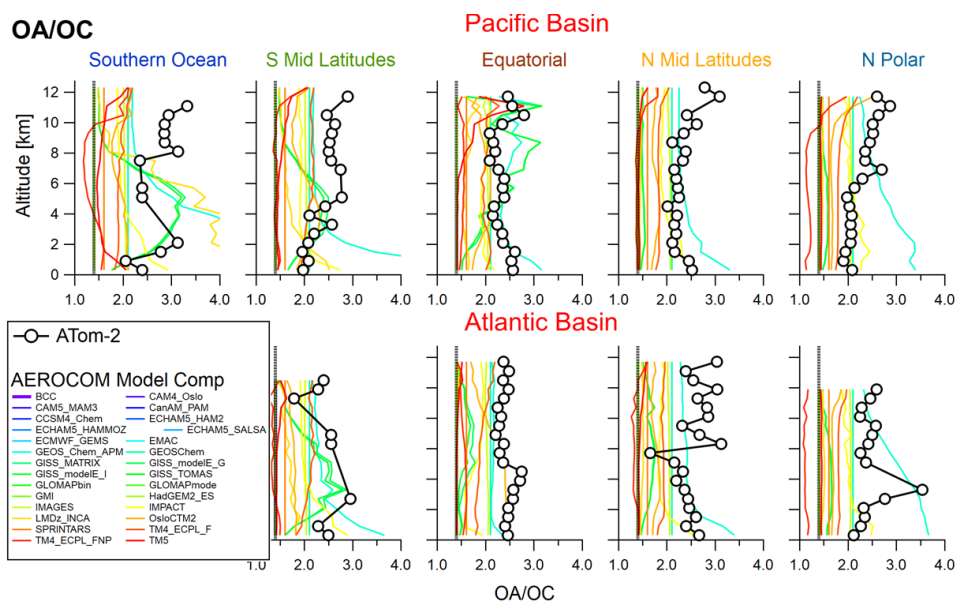 OA/OC
Pacific Basin
Southern Ocean
S Mid Latitudes
Equatorial
N Mid Latitudes
N Polar
Altitude [km]
12
10
8
6
4
2
0
1.0 2.0 3.0 4.0
1.0 2.0 3.0 4.0
1.0 2.0 3.0 4.0
1.0 2.0 3.0 4.0
1.0 2.0 3.0 4.0
Atlantic Basin
ATom-2
AEROCOM Model Comp
BCC CAM4_Oslo
CAM5_MAM3 CanAM_PAM
CCSM4_Chem ECHAM5_HAM2
ECHAM5_HAMMOZ ECHAM5_SALSA
ECMWF_GEMS EMAC
GEOS_Chem_APM GEOSChem
GISS_MATRIX GISS_modelE_G
GISS_modelE_I GISS_TOMAS
GLOMAPbin GLOMAPmode
GMI HadGEM2_ES
IMAGES IMPACT
LMDz_INCA OsloCTM2
SPRINTARS TM4_ECPL_F
TM4_ECPL_FNP TM5
1.0 2.0 3.0 4.0
1.0 2.0 3.0 4.0
1.0 2.0 3.0 4.0
1.0 2.0 3.0 4.0
OA/OC